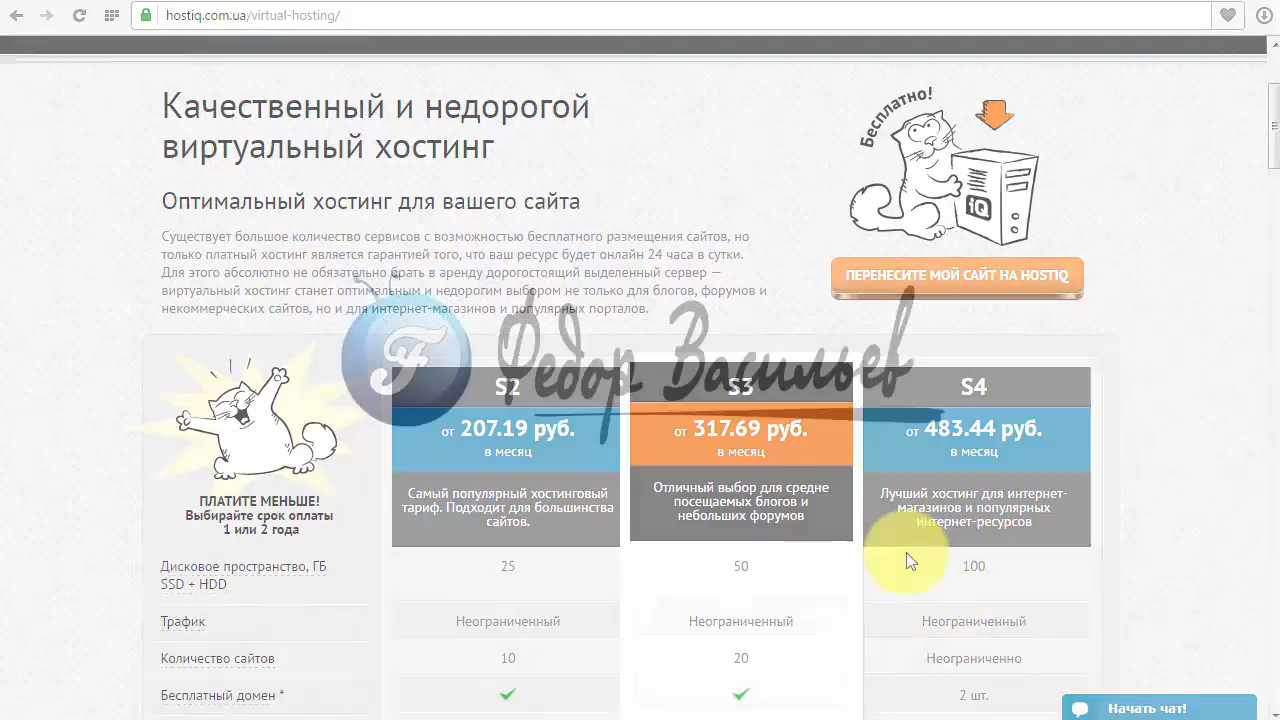 hostiq.com.ua/virtual-hosting/
Качественный и недорогой
виртуальный хостинг
Бесплатно!
Оптимальный хостинг для вашего сайта
Существует большое количество сервисов с возможностью бесплатного размещения сайтов, но
только платный хостинг является гарантией того, что ваш ресурс будет онлайн 24 часа в сутки.
Для этого абсолютно не обязательно брать в аренду дорогостоящий выделенный сервер —
виртуальный хостинг станет оптимальным и недорогим выбором не только для блогов, форумов и
некоммерческих сайтов, но и для интернет-магазинов и популярных порталов.
iQ
ПЕРЕНЕСИТЕ МОЙ САЙТ НА HOSTIQ
Федор Васильев
ПЛАТИТЕ МЕНЬШЕ!
Выбирайте срок оплаты
1 или 2 года
S2
S3
S4
от 207.19 руб.
в месяц
от 317.69 руб.
в месяц
от 483.44 руб.
в месяц
Самый популярный хостинговый
тариф. Подходит для большинства
сайтов.
Отличный выбор для средне
посещаемых блогов и
небольших форумов
Лучший хостинг для интернет-
магазинов и популярных
интернет-ресурсов
Дисковое пространство, ГБ
SSD + HDD
25
50
100
Трафик
Неограниченный
Неограниченный
Неограниченный
Количество сайтов
10
20
Неограниченно
Бесплатный домен *
2 шт.
Начать чат!